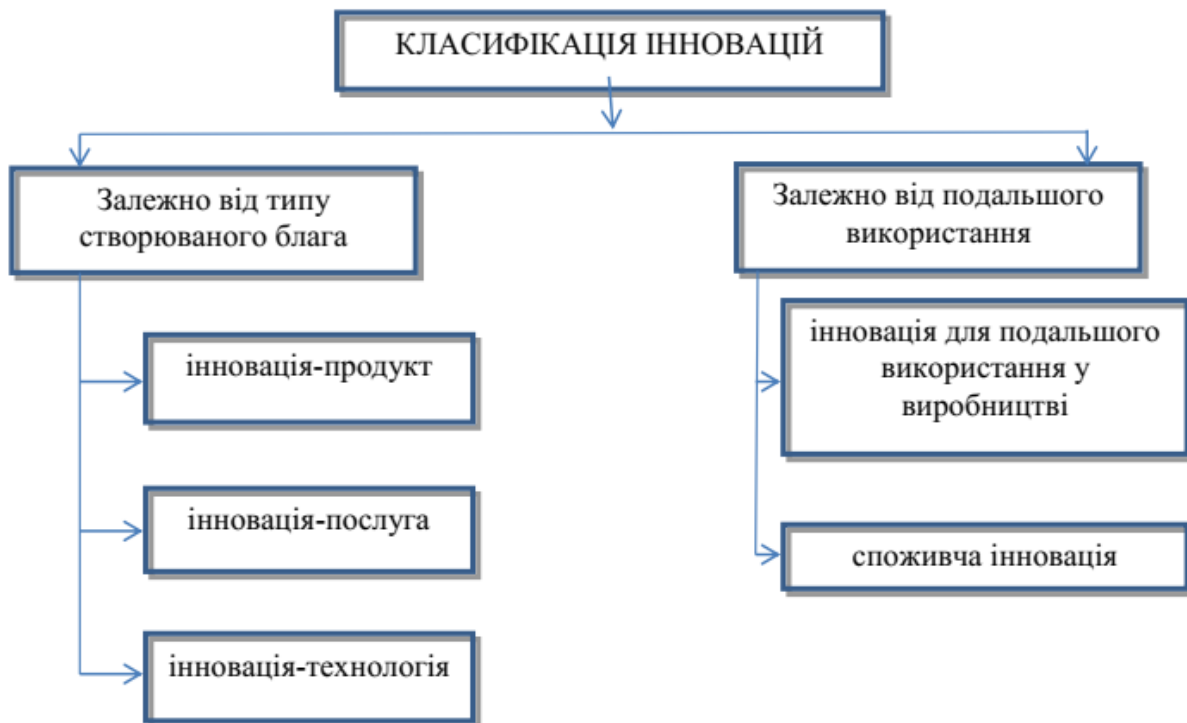 КЛАСИФІКАЦІЯ ІННОВАЦІЙ
Залежно від типу
створюваного блага
інновація-продукт
інновація-послуга
інновація-технологія
Залежно від подальшого
використання
інновація для подальшого
використання у
виробництві
споживча інновація